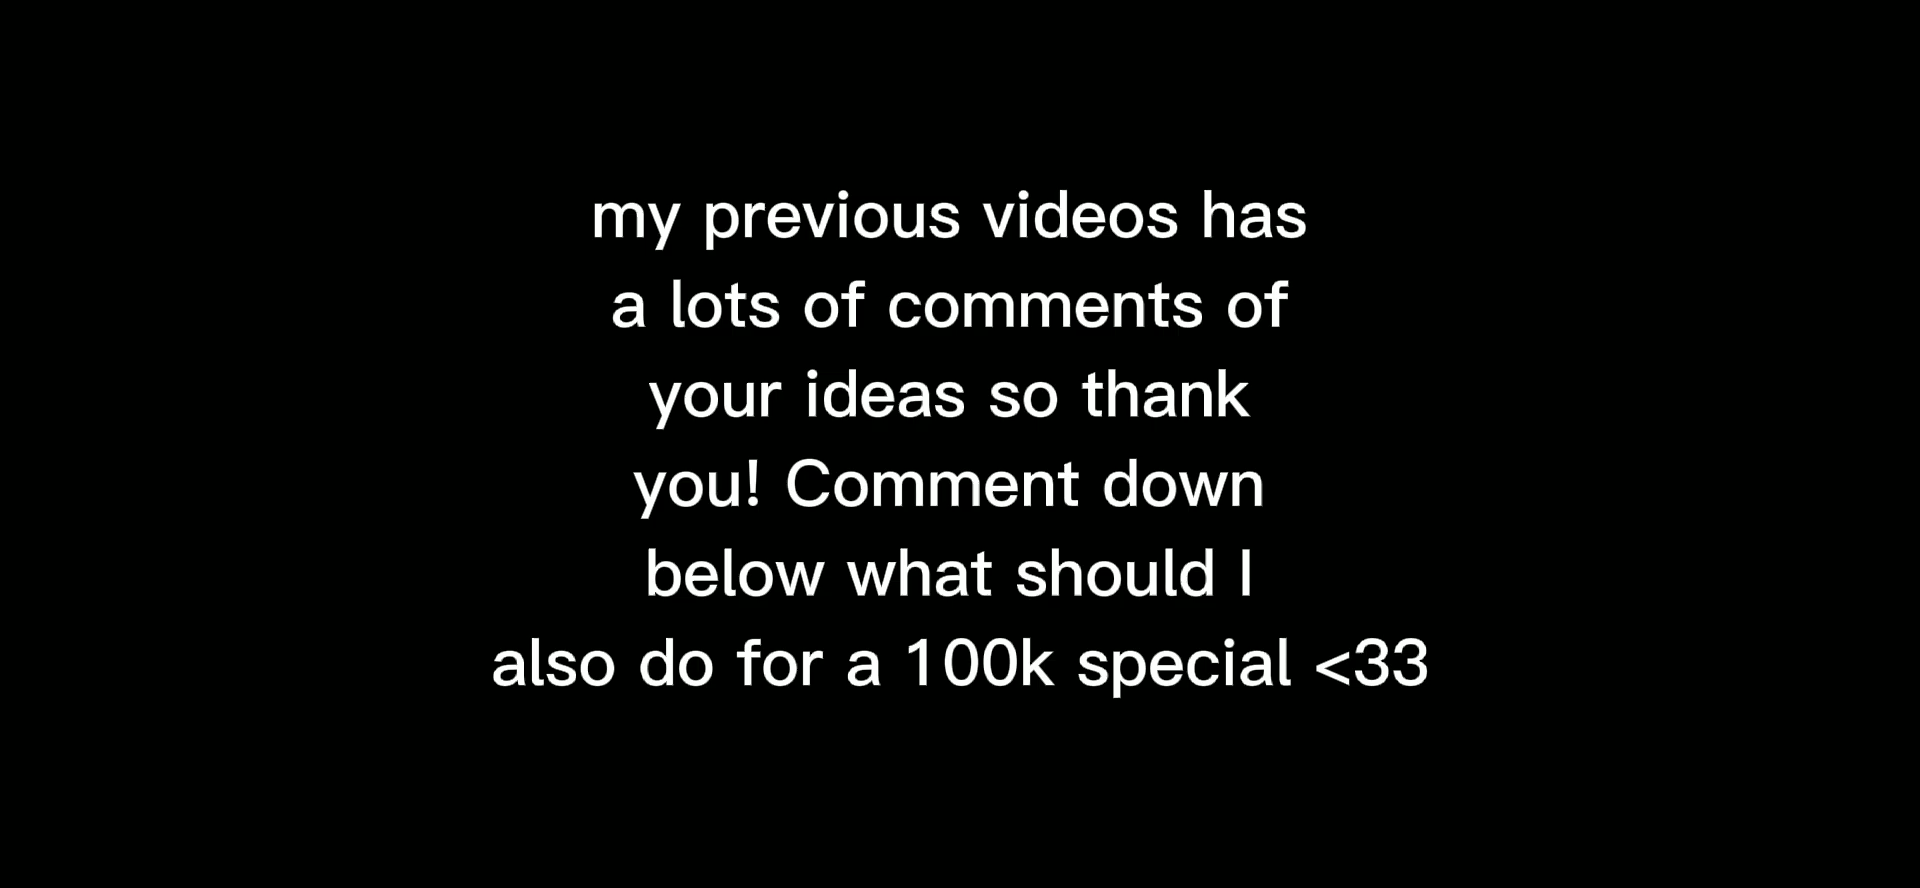 my previous videos has
a lots of comments of
your ideas so thank
you! Comment down
below what should I
also do for a 100k special <33